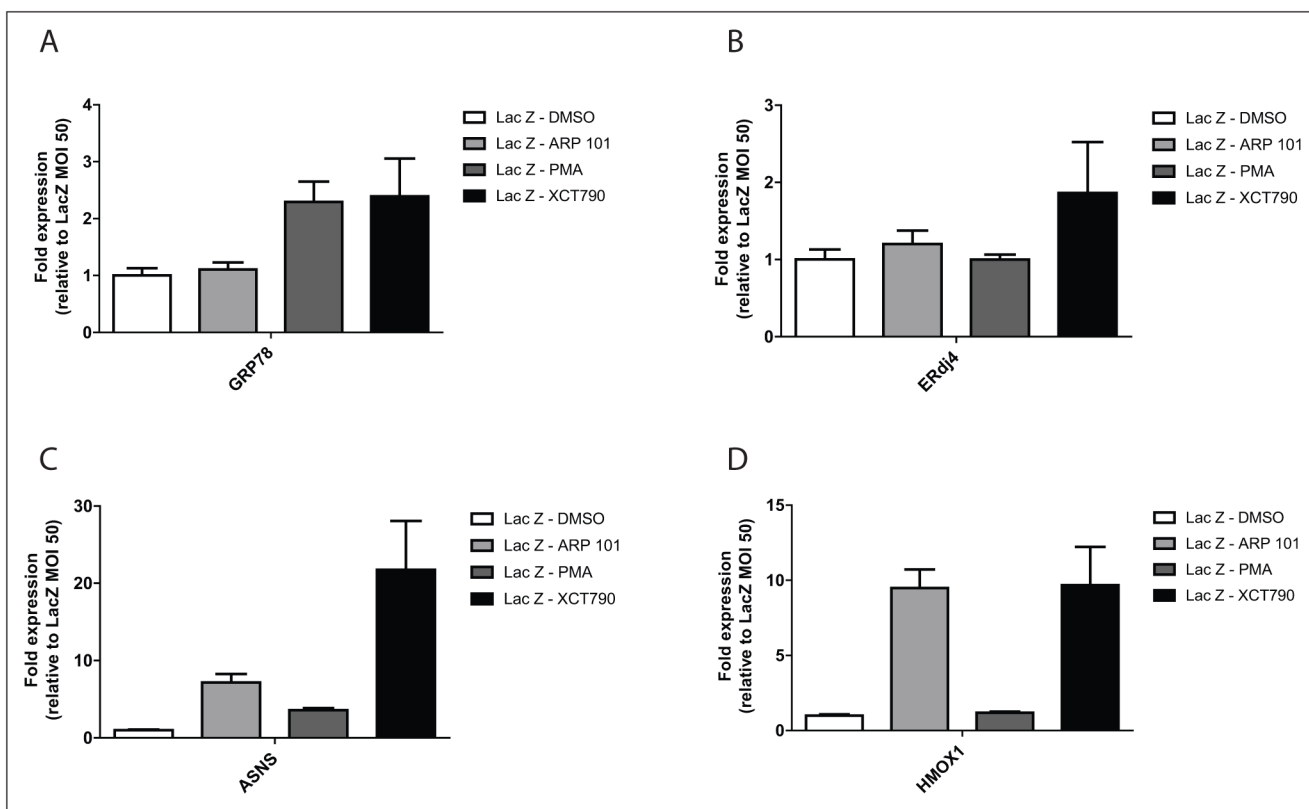 A
Fold expression
(relative to LacZ MOI 50)
4
3
2
1
0
GRP78
Lac Z - DMSO
Lac Z - ARP 101
Lac Z - PMA
Lac Z - XCT790
B
Fold expression
(relative to LacZ MOI 50)
3
2
1
0
ERdj4
Lac Z - DMSO
Lac Z - ARP 101
Lac Z - PMA
Lac Z - XCT790
C
Fold expression
(relative to LacZ MOI 50)
30
20
10
0
ASNS
Lac Z - DMSO
Lac Z - ARP 101
Lac Z - PMA
Lac Z - XCT790
D
Fold expression
(relative to LacZ MOI 50)
15
10
5
0
HMOX1
Lac Z - DMSO
Lac Z - ARP 101
Lac Z - PMA
Lac Z - XCT790